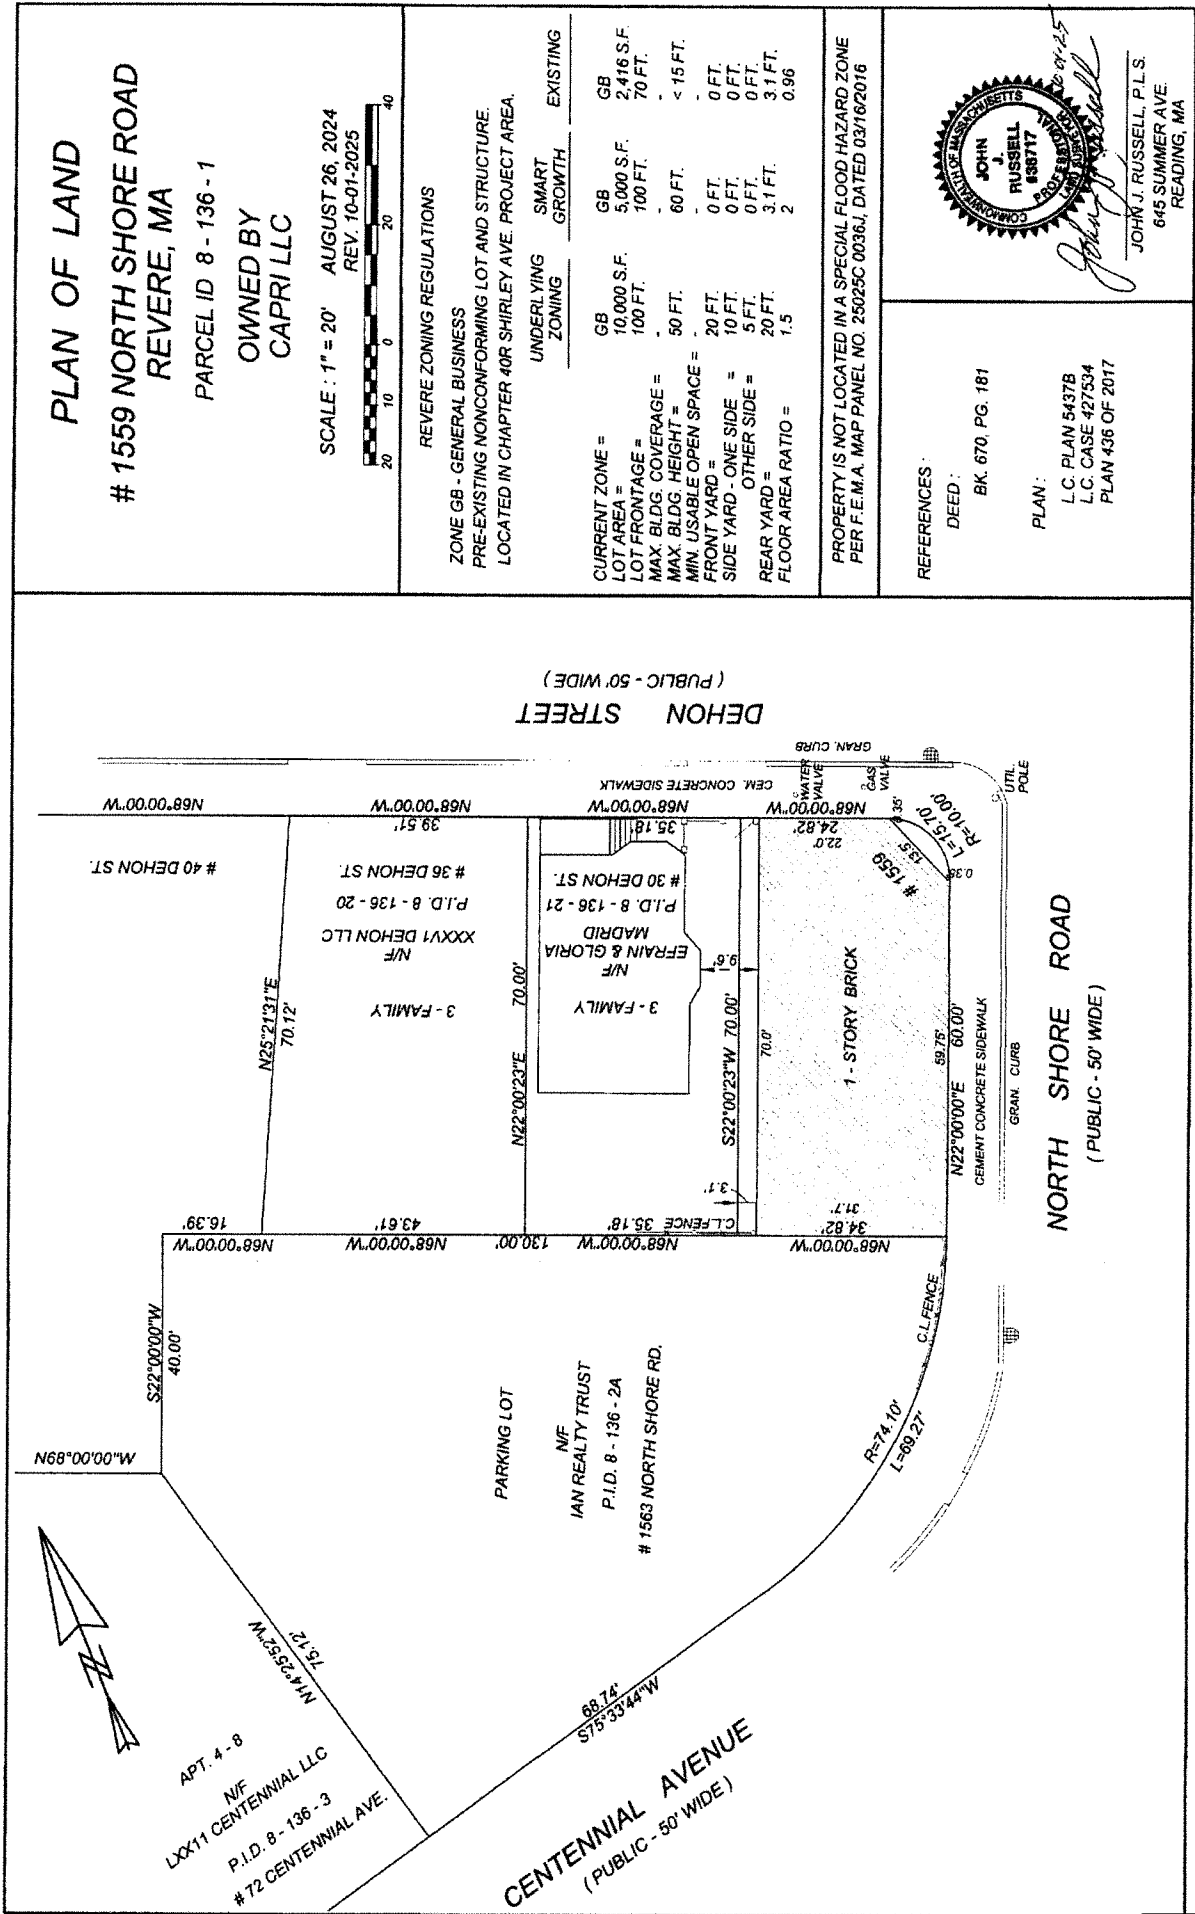 PLAN OF LAND
# 1559 NORTH SHORE ROAD
REVERE, MA
PARCEL ID 8 - 136 - 1
OWNED BY
CAPRI LLC
SCALE : 1" = 20' AUGUST 26, 2024
REV. 10-01-2025
20 10 0 20 40
REVERE ZONING REGULATIONS
ZONE GB - GENERAL BUSINESS
PRE-EXISTING NONCONFORMING LOT AND STRUCTURE.
LOCATED IN CHAPTER 40R SHIRLEY AVE. PROJECT AREA.
UNDERLYING ZONING SMART GROWTH EXISTING
CURRENT ZONE = GB GB GB
LOT AREA = 10,000 S.F. 5,000 S.F. 2,416 S.F.
LOT FRONTAGE = 100 FT. 100 FT. 70 FT.
MAX. BLDG. COVERAGE = - - -
MAX. BLDG. HEIGHT = 50 FT. 60 FT. < 15 FT.
MIN. USABLE OPEN SPACE = - - -
FRONT YARD = 20 FT. 0 FT. 0 FT.
SIDE YARD - ONE SIDE = 10 FT. 0 FT. 0 FT.
OTHER SIDE = 5 FT. 0 FT. 0 FT.
REAR YARD = 20 FT. 3.1 FT. 3.1 FT.
FLOOR AREA RATIO = 1.5 2 0.96
PROPERTY IS NOT LOCATED IN A SPECIAL FLOOD HAZARD ZONE
PER F.E.M.A. MAP PANEL NO. 25025C 0036J, DATED 03/16/2016
REFERENCES :
DEED :
BK. 670, PG. 181
PLAN :
L.C. PLAN 5437B
L.C. CASE 427534
PLAN 436 OF 2017
COMMONWEALTH OF MASSACHUSETTS
JOHN
J.
RUSSELL
#38717
PROFESSIONAL
LAND SURVEYOR
John J. Russell
10-01-25
JOHN J. RUSSELL, P.L.S.
645 SUMMER AVE.
READING, MA
DEHON STREET
( PUBLIC - 50' WIDE )
GRAN. CURB
CEM. CONCRETE SIDEWALK
WATER
VALVE
GAS
VALVE
UTIL.
POLE
N68°00'00"W
N68°00'00"W
39.51'
N68°00'00"W
35.18'
N68°00'00"W
24.82'
22.0'
0.35'
L=15.70'
R=10.00'
13.5'
0.38'
# 1559
# 40 DEHON ST.
# 36 DEHON ST.
P.I.D. 8 - 136 - 20
XXXV1 DEHON LLC
N/F
3 - FAMILY
# 30 DEHON ST.
P.I.D. 8 - 136 - 21
MADRID
EFRAIN & GLORIA
N/F
3 - FAMILY
N25°21'31"E
70.12'
N22°00'23"E 70.00'
S22°00'23"W 70.00'
9.6'
70.0'
3.1'
1 - STORY BRICK
59.75'
N22°00'00"E 60.00'
CEMENT CONCRETE SIDEWALK
GRAN. CURB
NORTH SHORE ROAD
( PUBLIC - 50' WIDE )
31.7'
34.82'
N68°00'00"W
C.L.FENCE 35.18'
N68°00'00"W
130.00'
43.61'
N68°00'00"W
16.39'
N68°00'00"W
S22°00'00"W
40.00'
N68°00'00"W
C.L.FENCE
R=74.10'
L=69.27'
PARKING LOT
N/F
IAN REALTY TRUST
P.I.D. 8 - 136 - 2A
# 1563 NORTH SHORE RD.
N14°25'52"W
75.12'
68.74'
S75°33'44"W
APT. 4 - 8
N/F
LXX11 CENTENNIAL LLC
P.I.D. 8 - 136 - 3
# 72 CENTENNIAL AVE.
CENTENNIAL AVENUE
( PUBLIC - 50' WIDE )
N